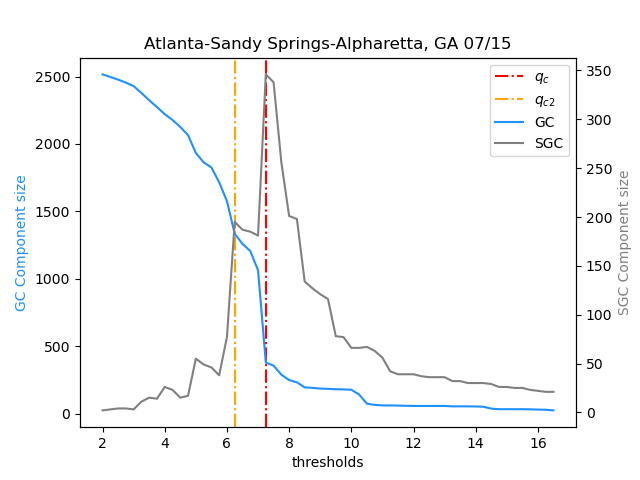 Atlanta-Sandy Springs-Alpharetta, GA 07/15
GC Component size
2500
2000
1500
1000
500
0
2 4 6 8 10 12 14 16
thresholds
350
300
250
200
150
100
50
0
SGC Component size
q_c
q_{c2}
GC
SGC